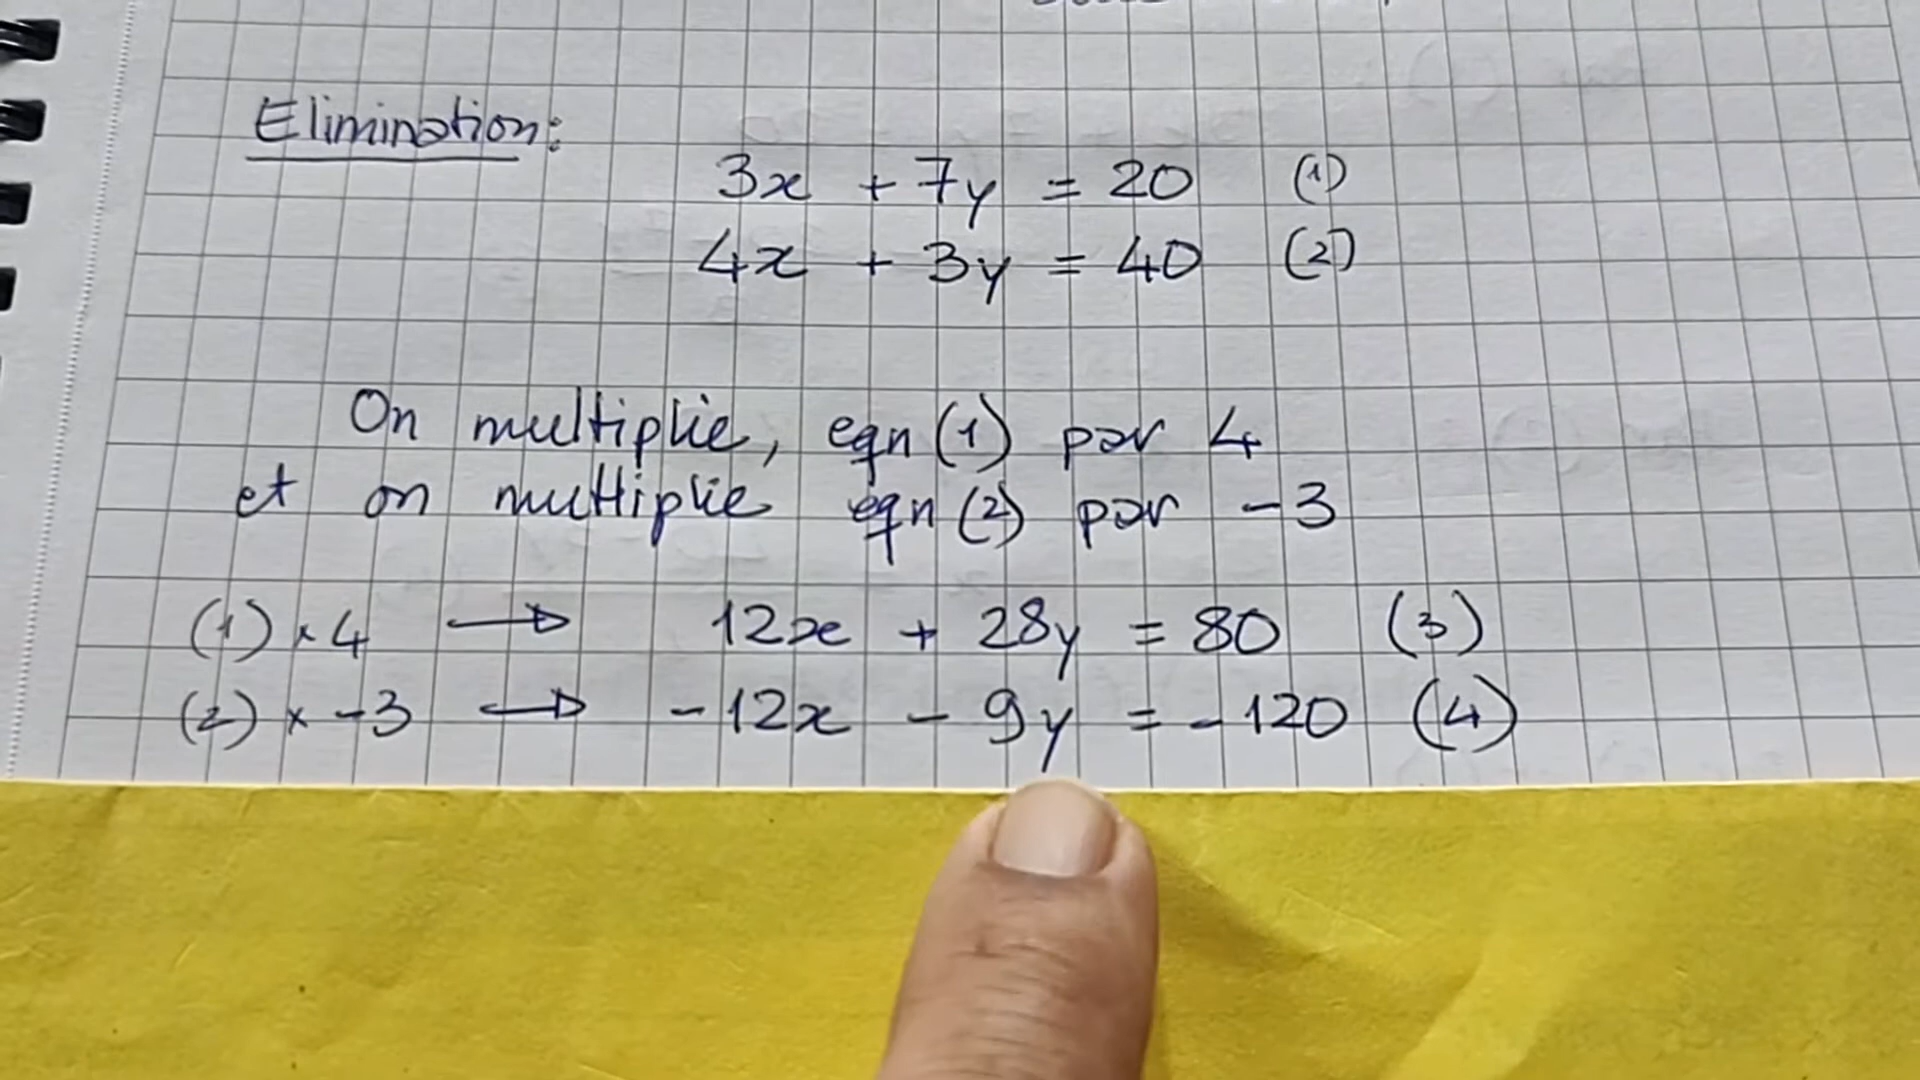 Elimination:
3x + 7y = 20 (1)
4x + 3y = 40 (2)
On multiplie, eqn (1) par 4
et on multiplie eqn (2) par -3
(1) × 4 → 12x + 28y = 80 (3)
(2) × -3 → -12x - 9y = -120 (4)